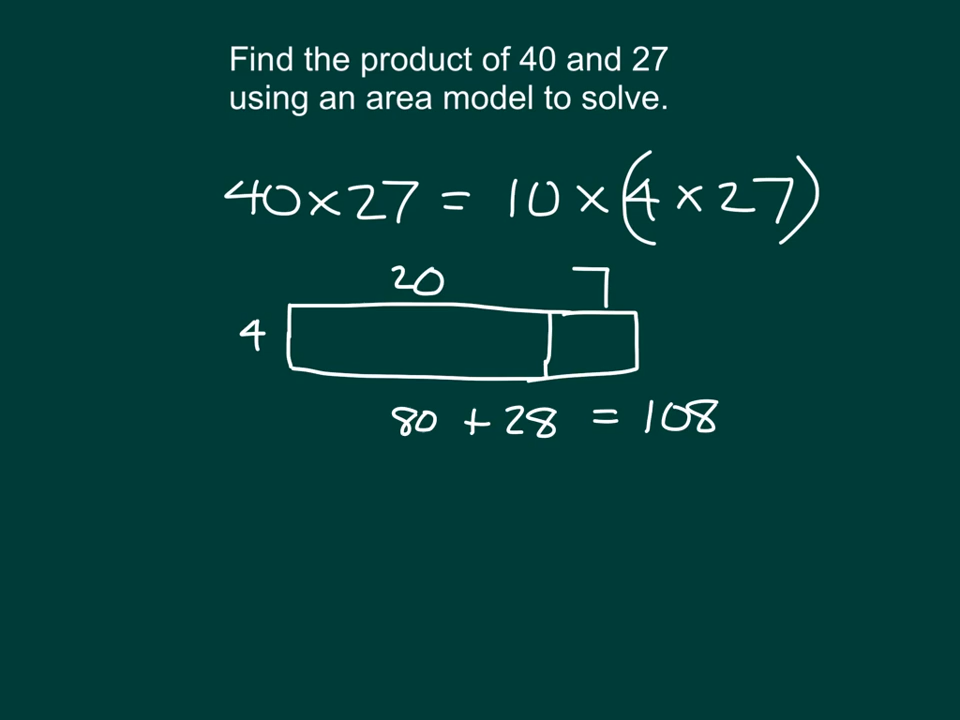 Find the product of 40 and 27
using an area model to solve.
40 x 27 = 10 x (4 x 27)
20 7
4
80 + 28 = 108